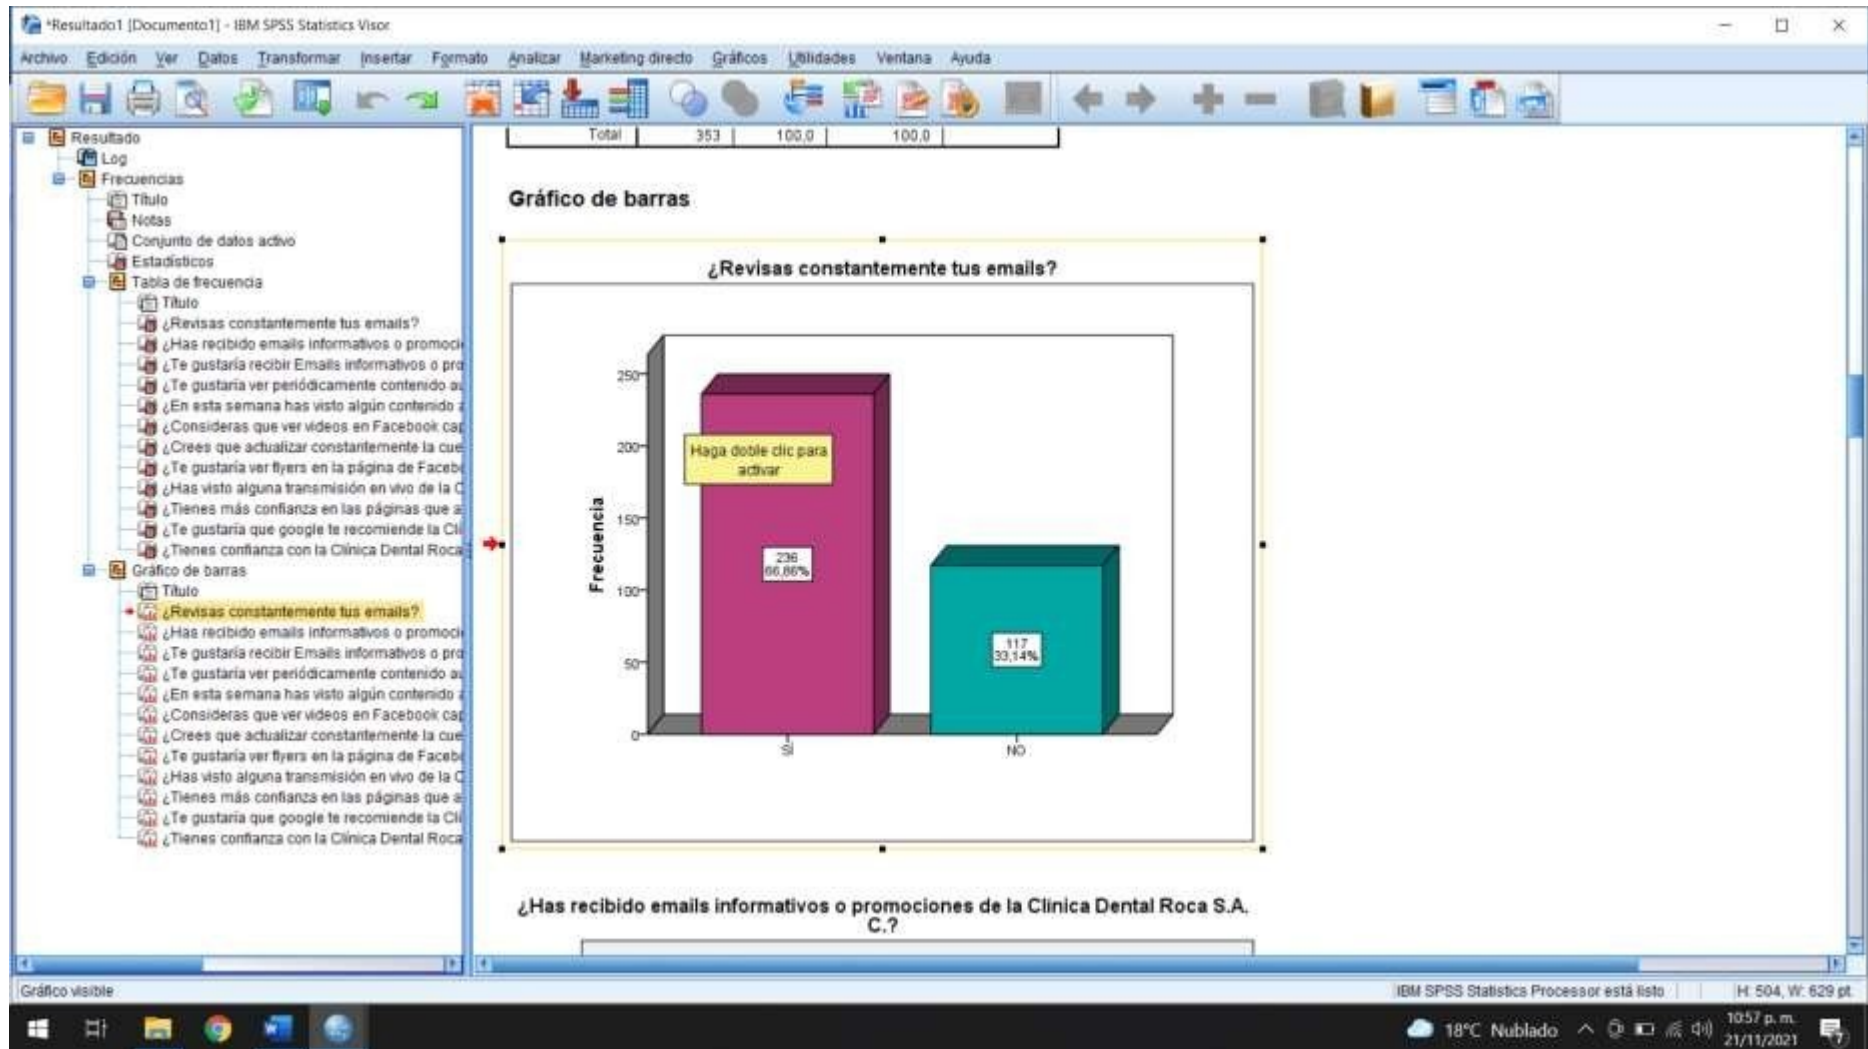 *Resultado1 [Documento1] - IBM SPSS Statistics Visor
Archivo Edición Ver Datos Transformar Insertar Formato Analizar Marketing directo Gráficos Utilidades Ventana Ayuda
Resultado
Log
Frecuencias
Título
Notas
Conjunto de datos activo
Estadísticos
Tabla de frecuencia
Título
¿Revisas constantemente tus emails?
¿Has recibido emails informativos o promoci
¿Te gustaría recibir Emails informativos o pro
¿Te gustaría ver periódicamente contenido au
¿En esta semana has visto algún contenido a
¿Consideras que ver videos en Facebook cap
¿Crees que actualizar constantemente la cue
¿Te gustaría ver flyers en la página de Facebo
¿Has visto alguna transmisión en vivo de la C
¿Tienes más confianza en las páginas que a
¿Te gustaría que google te recomiende la Clí
¿Tienes confianza con la Clínica Dental Roca
Gráfico de barras
Título
¿Revisas constantemente tus emails?
¿Has recibido emails informativos o promoci
¿Te gustaría recibir Emails informativos o pro
¿Te gustaría ver periódicamente contenido au
¿En esta semana has visto algún contenido a
¿Consideras que ver videos en Facebook cap
¿Crees que actualizar constantemente la cue
¿Te gustaría ver flyers en la página de Facebo
¿Has visto alguna transmisión en vivo de la C
¿Tienes más confianza en las páginas que a
¿Te gustaría que google te recomiende la Clí
¿Tienes confianza con la Clínica Dental Roca
Total 353 100,0 100,0
Gráfico de barras
¿Revisas constantemente tus emails?
Frecuencia
250
200
150
100
50
0
Haga doble clic para
activar
236
66,86%
117
33,14%
SÍ NO
¿Has recibido emails informativos o promociones de la Clínica Dental Roca S.A.
C.?
Gráfico visible
IBM SPSS Statistics Processor está listo
H: 504, W: 629 pt.
18°C Nublado
10:57 p. m.
21/11/2021
7